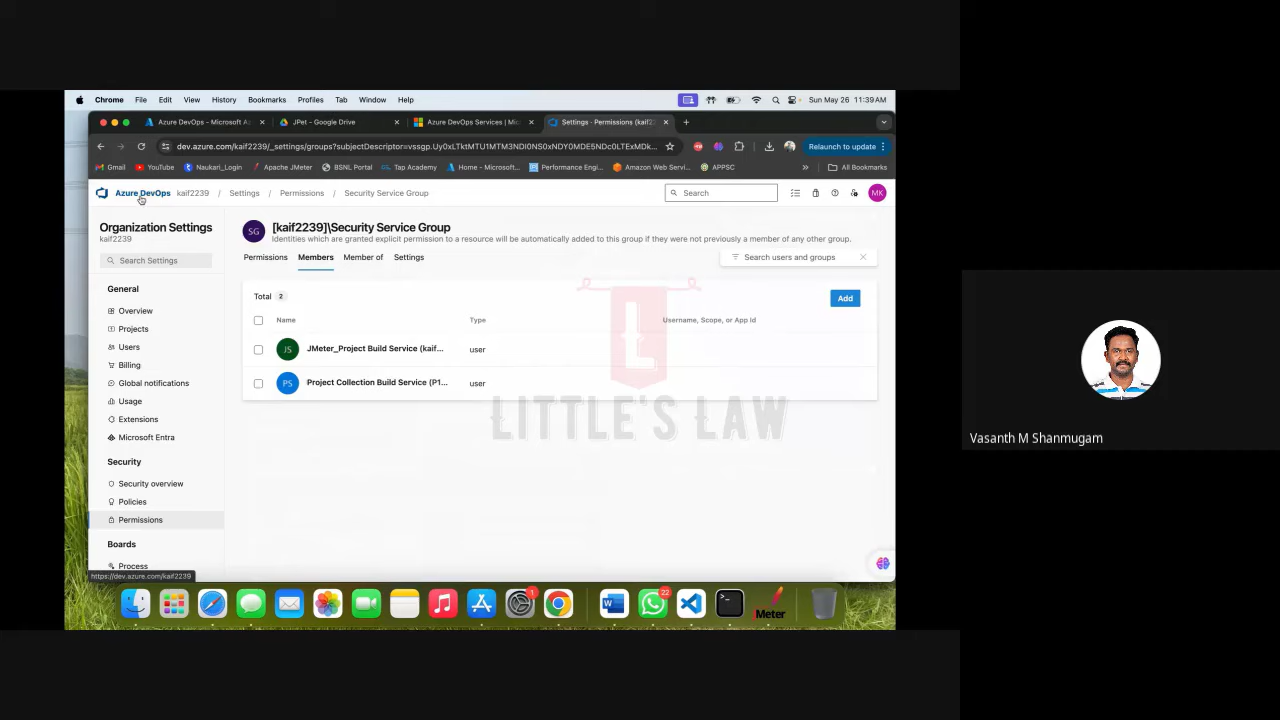 Chrome File Edit View History Bookmarks Profiles Tab Window Help Sun May 26 11:39 AM
Azure DevOps - Microsoft Az JPet - Google Drive Azure DevOps Services | Mic Settings · Permissions (kaif22
dev.azure.com/kaif2239/_settings/groups?subjectDescriptor=vssgp. Relaunch to update
Gmail YouTube Naukari_Login Apache JMeter BSNL Portal Tap Academy Home - Microsoft... Performance Engin... Amazon Web Servi... APPSC » All Bookmarks
Azure DevOps kaif2239 / Settings / Permissions / Security Service Group Search MK
Organization Settings
kaif2239
Search Settings
General
Overview
Projects
Users
Billing
Global notifications
Usage
Extensions
Microsoft Entra
Security
Security overview
Policies
Permissions
Boards
Process
https://dev.azure.com/kaif2239
SG [kaif2239]\Security Service Group
Identities which are granted explicit permission to a resource will be automatically added to this group if they were not previously a member of any other group.
Permissions Members Member of Settings Search users and groups
Total 2 Add
Name Type Username, Scope, or App Id
JS JMeter_Project Build Service (kaif... user
PS Project Collection Build Service (P1... user
L
LITTLE'S LAW
1
22
Meter
Vasanth M Shanmugam